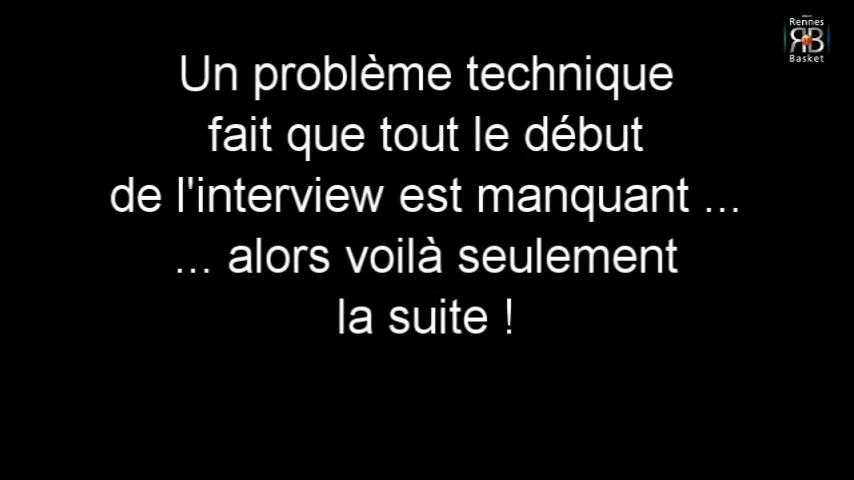 Rennes
RB
Basket
Un problème technique
fait que tout le début
de l'interview est manquant ...
... alors voilà seulement
la suite !